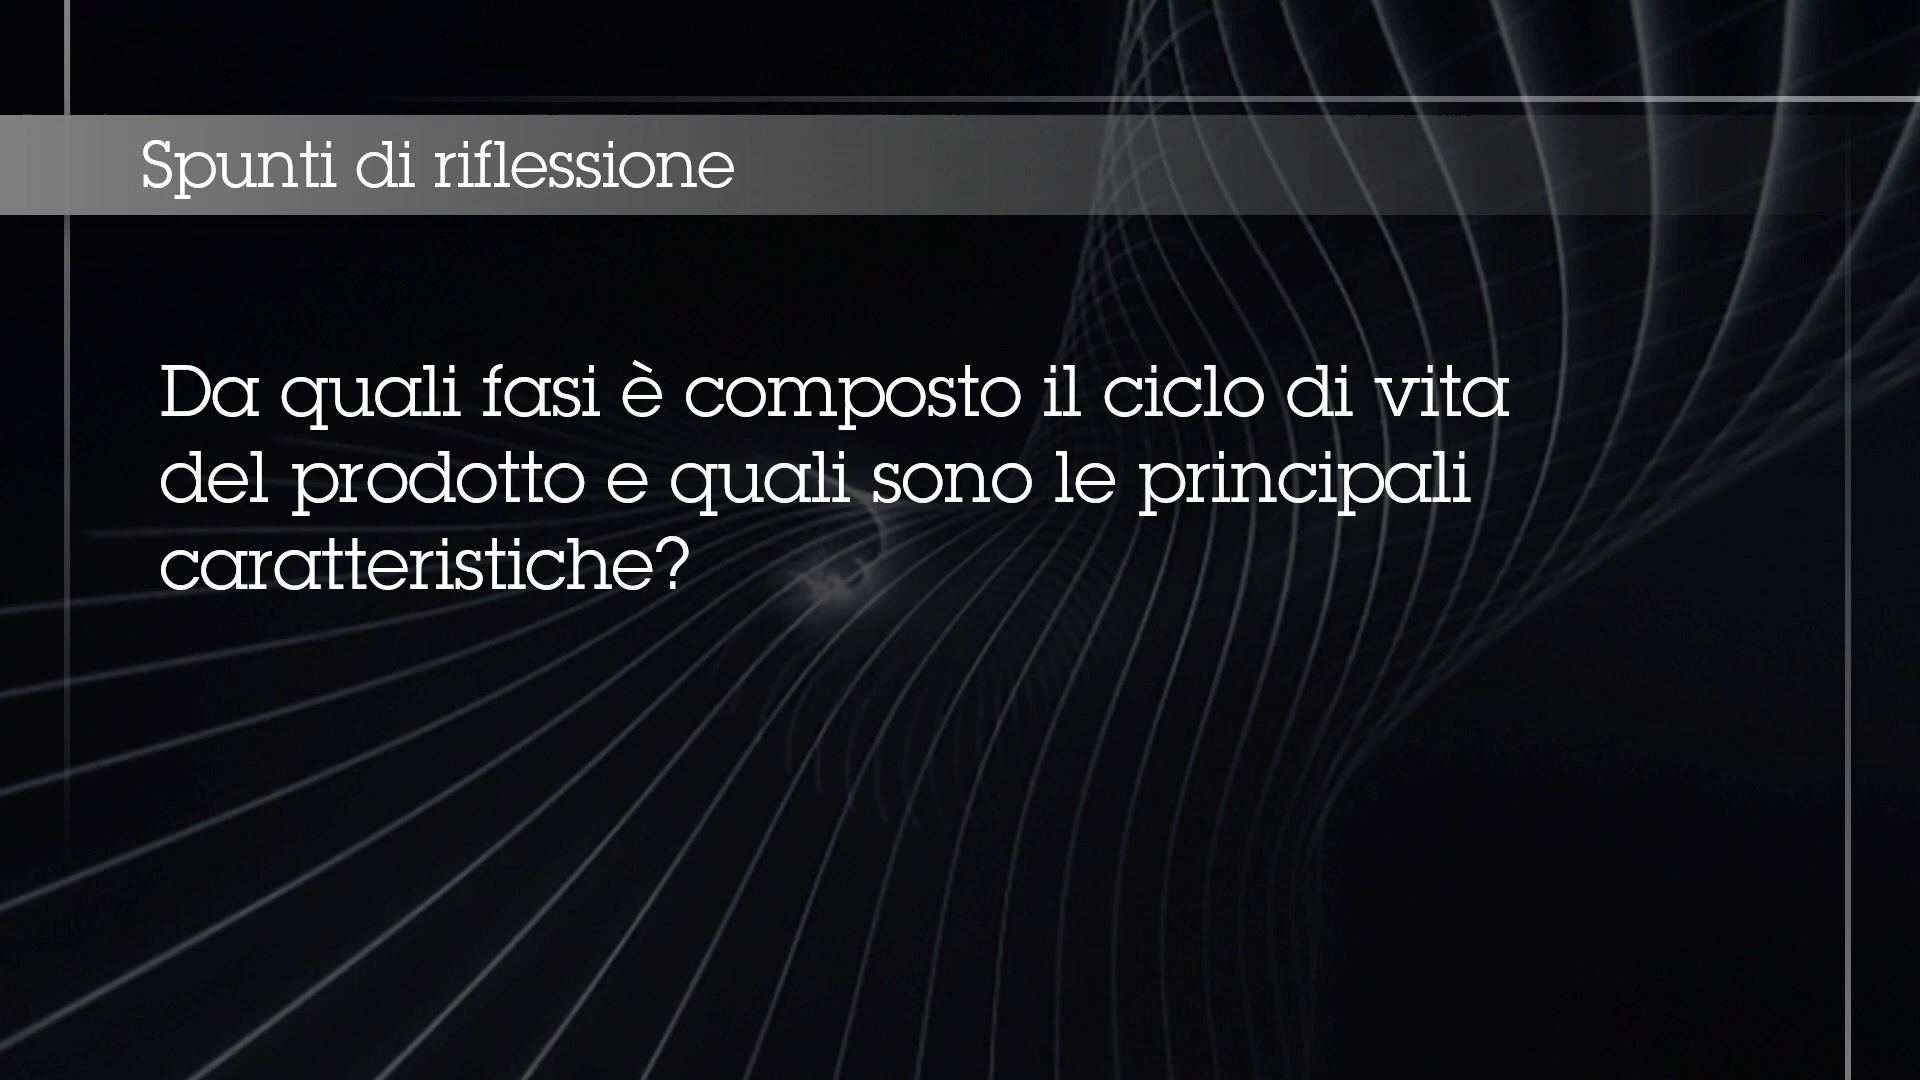 Spunti di riflessione
Da quali fasi è composto il ciclo di vita
del prodotto e quali sono le principali
caratteristiche?